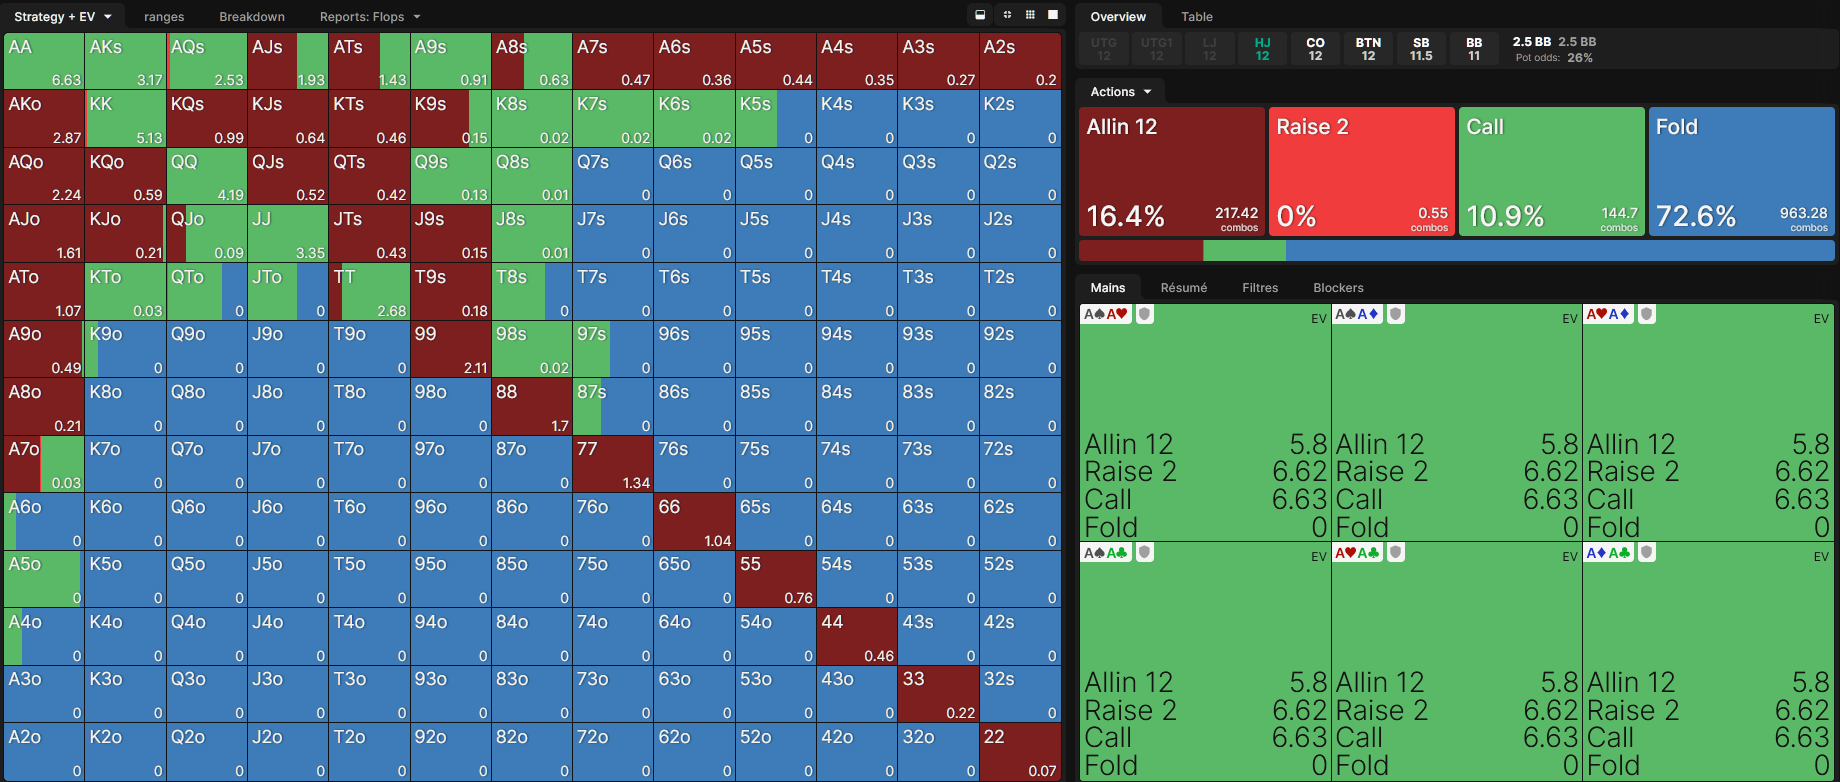 Strategy + EV ranges Breakdown Reports: Flops
AA AKs AQs AJs ATs A9s A8s A7s A6s A5s A4s A3s A2s
6.63 3.17 2.53 1.93 1.43 0.91 0.63 0.47 0.36 0.44 0.35 0.27 0.2
AKo KK KQs KJs KTs K9s K8s K7s K6s K5s K4s K3s K2s
2.87 5.13 0.99 0.64 0.46 0.15 0.02 0.02 0.02 0 0 0 0
AQo KQo QQ QJs QTs Q9s Q8s Q7s Q6s Q5s Q4s Q3s Q2s
2.24 0.59 4.19 0.52 0.42 0.13 0.01 0 0 0 0 0 0
AJo KJo QJo JJ JTs J9s J8s J7s J6s J5s J4s J3s J2s
1.61 0.21 0.09 3.35 0.43 0.15 0.01 0 0 0 0 0 0
ATo KTo QTo JTo TT T9s T8s T7s T6s T5s T4s T3s T2s
1.07 0.03 0 0 2.68 0.18 0 0 0 0 0 0 0
A9o K9o Q9o J9o T9o 99 98s 97s 96s 95s 94s 93s 92s
0.49 0 0 0 0 2.11 0.02 0 0 0 0 0 0
A8o K8o Q8o J8o T8o 98o 88 87s 86s 85s 84s 83s 82s
0.21 0 0 0 0 0 1.7 0 0 0 0 0 0
A7o K7o Q7o J7o T7o 97o 87o 77 76s 75s 74s 73s 72s
0.03 0 0 0 0 0 0 1.34 0 0 0 0 0
A6o K6o Q6o J6o T6o 96o 86o 76o 66 65s 64s 63s 62s
0 0 0 0 0 0 0 0 1.04 0 0 0 0
A5o K5o Q5o J5o T5o 95o 85o 75o 65o 55 54s 53s 52s
0 0 0 0 0 0 0 0 0 0.76 0 0 0
A4o K4o Q4o J4o T4o 94o 84o 74o 64o 54o 44 43s 42s
0 0 0 0 0 0 0 0 0 0 0.46 0 0
A3o K3o Q3o J3o T3o 93o 83o 73o 63o 53o 43o 33 32s
0 0 0 0 0 0 0 0 0 0 0 0.22 0
A2o K2o Q2o J2o T2o 92o 82o 72o 62o 52o 42o 32o 22
0 0 0 0 0 0 0 0 0 0 0 0 0.07
Overview Table
UTG UTG1 LJ HJ CO BTN SB BB 2.5 BB 2.5 BB
12 12 12 12 12 12 11.5 11 Pot odds: 26%
Actions
Allin 12 Raise 2 Call Fold
16.4% 217.42 combos 0% 0.55 combos 10.9% 144.7 combos 72.6% 963.28 combos
Mains Résumé Filtres Blockers
A♠A♥ EV A♠A♦ EV A♥A♦ EV
Allin 12 5.8 Allin 12 5.8 Allin 12 5.8
Raise 2 6.62 Raise 2 6.62 Raise 2 6.62
Call 6.63 Call 6.63 Call 6.63
Fold 0 Fold 0 Fold 0
A♠A♣ EV A♥A♣ EV A♦A♣ EV
Allin 12 5.8 Allin 12 5.8 Allin 12 5.8
Raise 2 6.62 Raise 2 6.62 Raise 2 6.62
Call 6.63 Call 6.63 Call 6.63
Fold 0 Fold 0 Fold 0